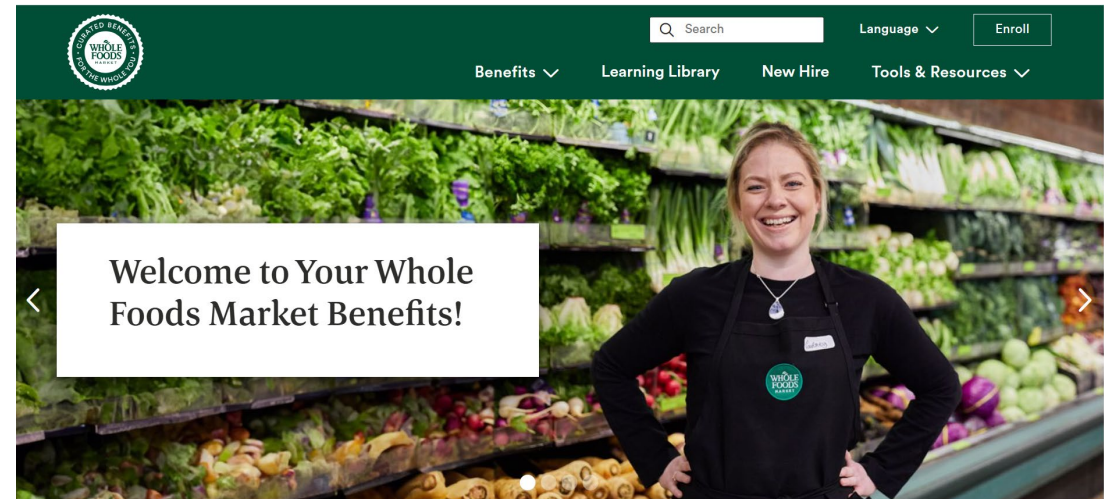 CURATED BENEFITS
WHOLE
FOODS
MARKET
FOR THE WHOLE YOU
Search
Language
Enroll
Benefits
Learning Library
New Hire
Tools & Resources
Welcome to Your Whole
Foods Market Benefits!
WHOLE
FOODS
MARKET